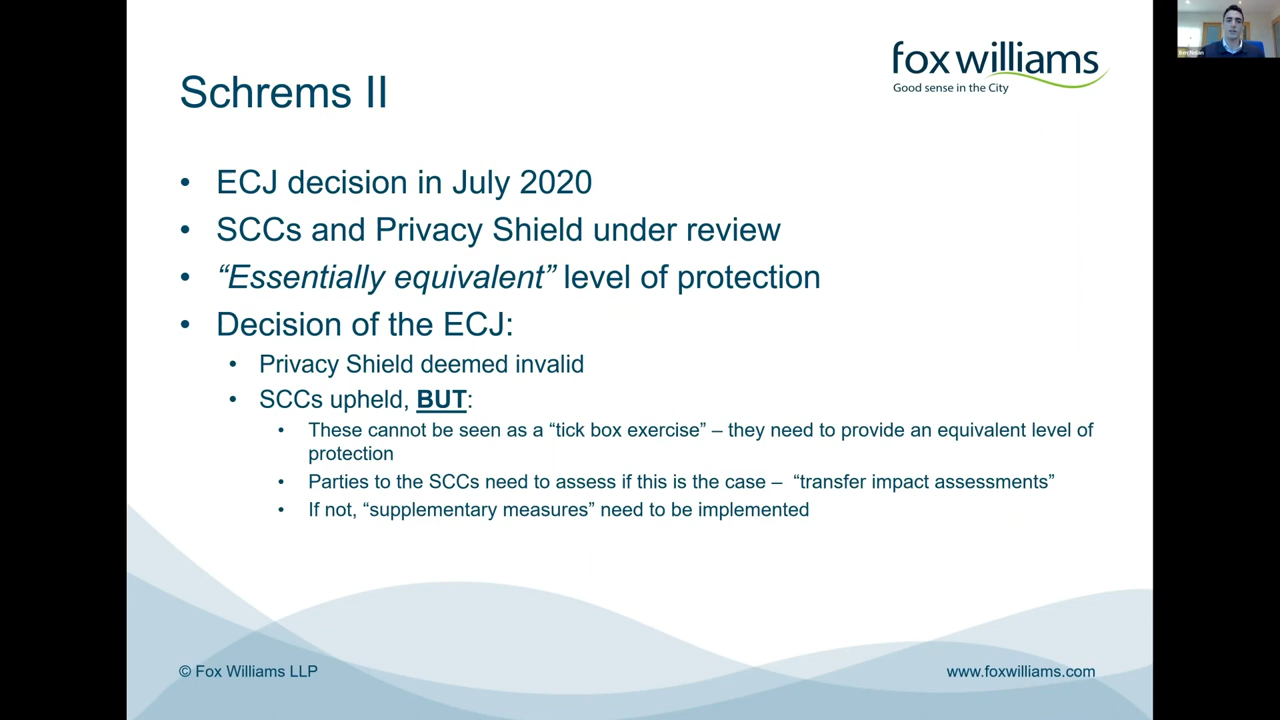 fox williams
Good sense in the City
Schrems II
• ECJ decision in July 2020
• SCCs and Privacy Shield under review
• “Essentially equivalent” level of protection
• Decision of the ECJ:
• Privacy Shield deemed invalid
• SCCs upheld, BUT:
• These cannot be seen as a “tick box exercise” – they need to provide an equivalent level of
protection
• Parties to the SCCs need to assess if this is the case – “transfer impact assessments”
• If not, “supplementary measures” need to be implemented
© Fox Williams LLP
www.foxwilliams.com
Ben Nolan